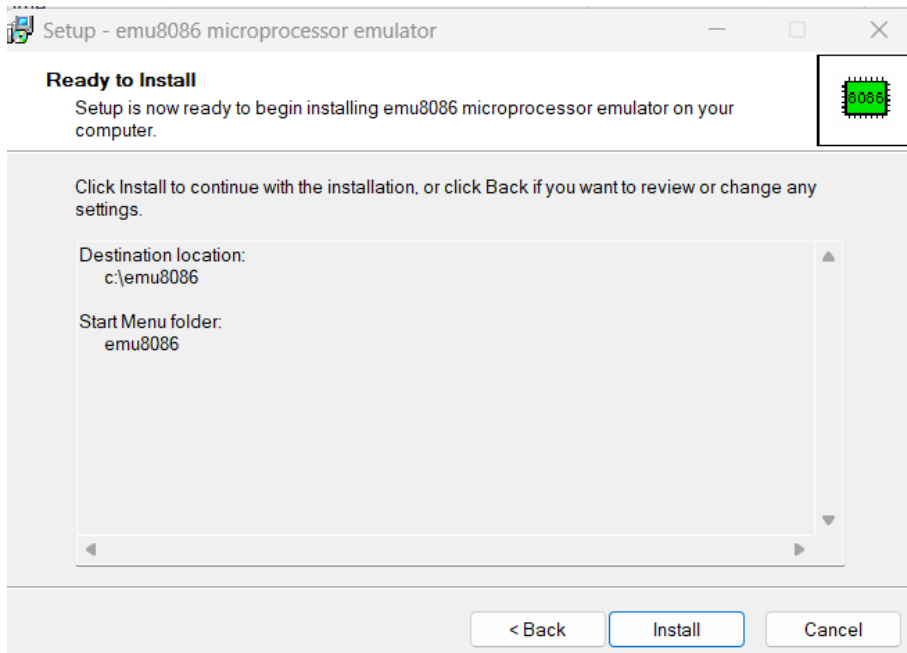 Setup - emu8086 microprocessor emulator
Ready to Install
Setup is now ready to begin installing emu8086 microprocessor emulator on your
computer.
8086
Click Install to continue with the installation, or click Back if you want to review or change any
settings.
Destination location:
c:\emu8086
Start Menu folder:
emu8086
< Back
Install
Cancel